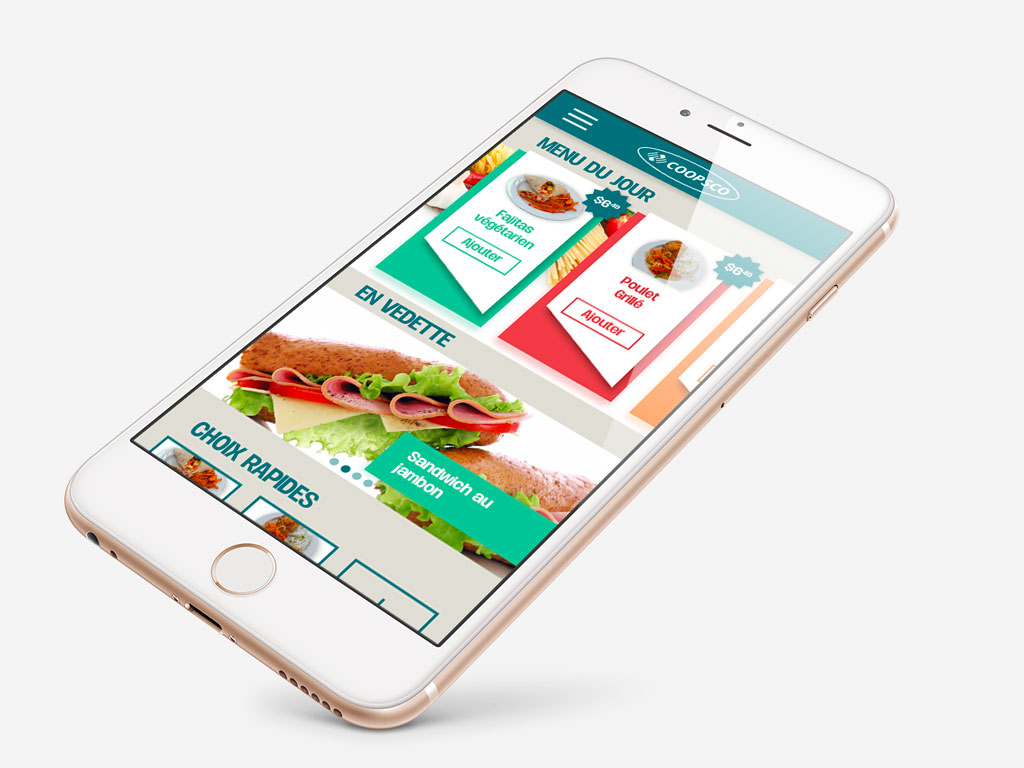 COOPSCO
MENU DU JOUR
$6.49
Fajitas
végétarien
Ajouter
$6.49
Poulet
Grillé
Ajouter
EN VEDETTE
Sandwich au
jambon
CHOIX RAPIDES